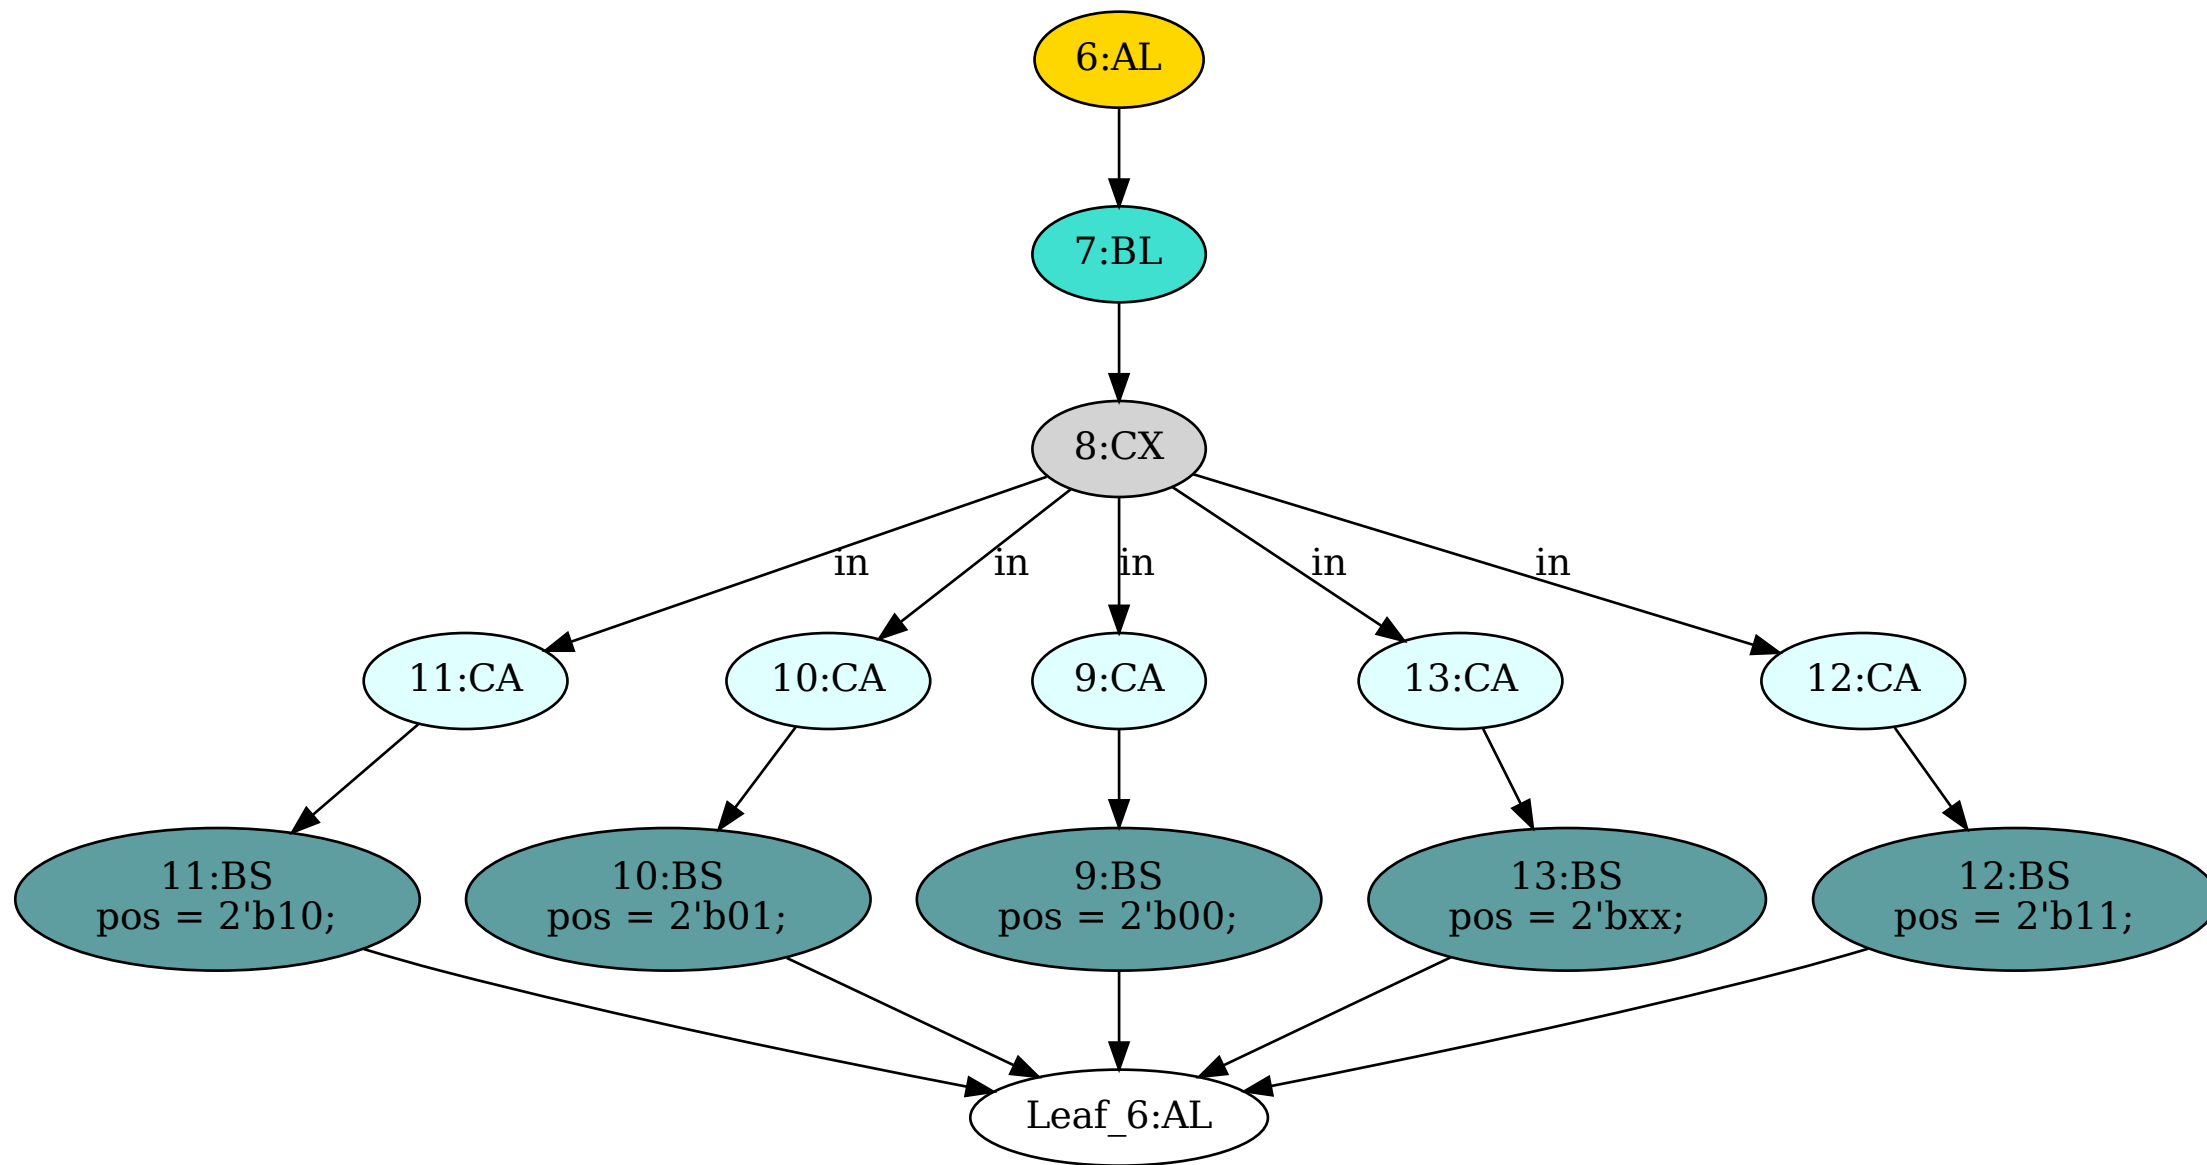 6:AL
7:BL
8:CX
in
in
in
in
in
11:CA
10:CA
9:CA
13:CA
12:CA
11:BS
pos = 2'b10;
10:BS
pos = 2'b01;
9:BS
pos = 2'b00;
13:BS
pos = 2'bxx;
12:BS
pos = 2'b11;
Leaf_6:AL